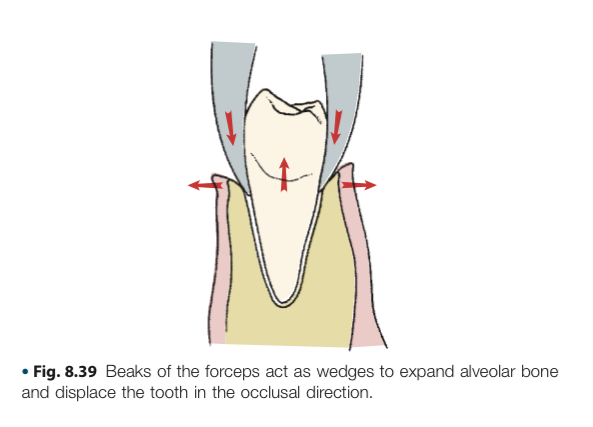 • Fig. 8.39 Beaks of the forceps act as wedges to expand alveolar bone
and displace the tooth in the occlusal direction.